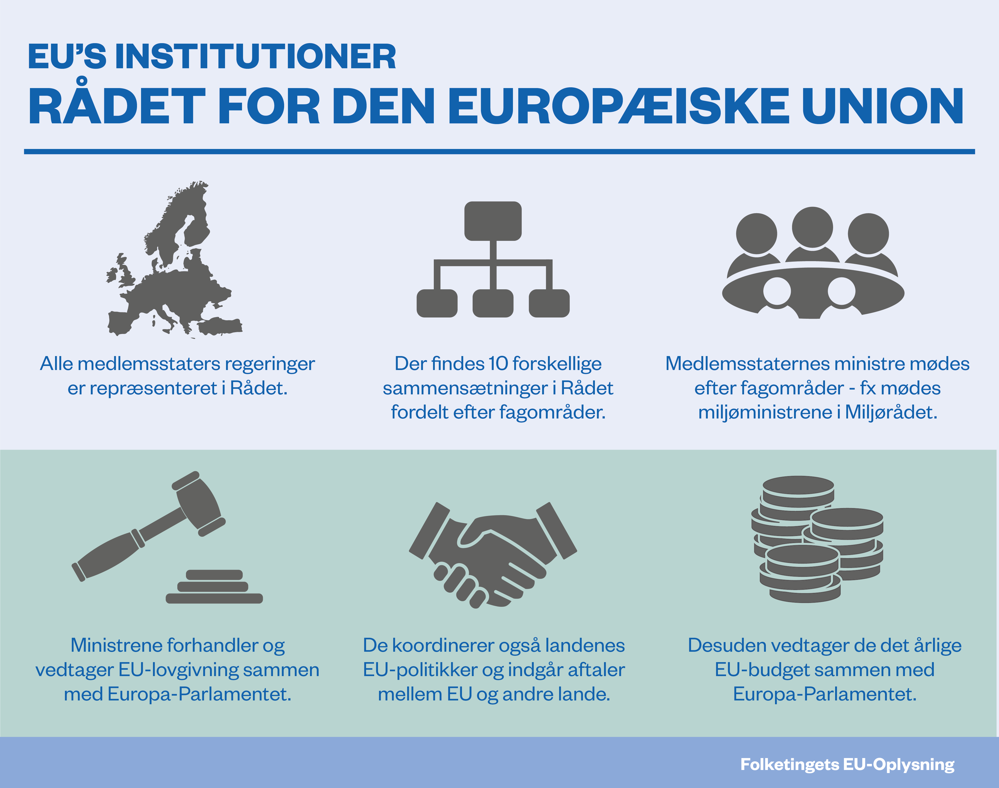 EU’S INSTITUTIONER
RÅDET FOR DEN EUROPÆISKE UNION
Alle medlemsstaters regeringer
er repræsenteret i Rådet.
Der findes 10 forskellige
sammensætninger i Rådet
fordelt efter fagområder.
Medlemsstaternes ministre mødes
efter fagområder - fx mødes
miljøministrene i Miljørådet.
Ministrene forhandler og
vedtager EU-lovgivning sammen
med Europa-Parlamentet.
De koordinerer også landenes
EU-politikker og indgår aftaler
mellem EU og andre lande.
Desuden vedtager de det årlige
EU-budget sammen med
Europa-Parlamentet.
Folketingets EU-Oplysning